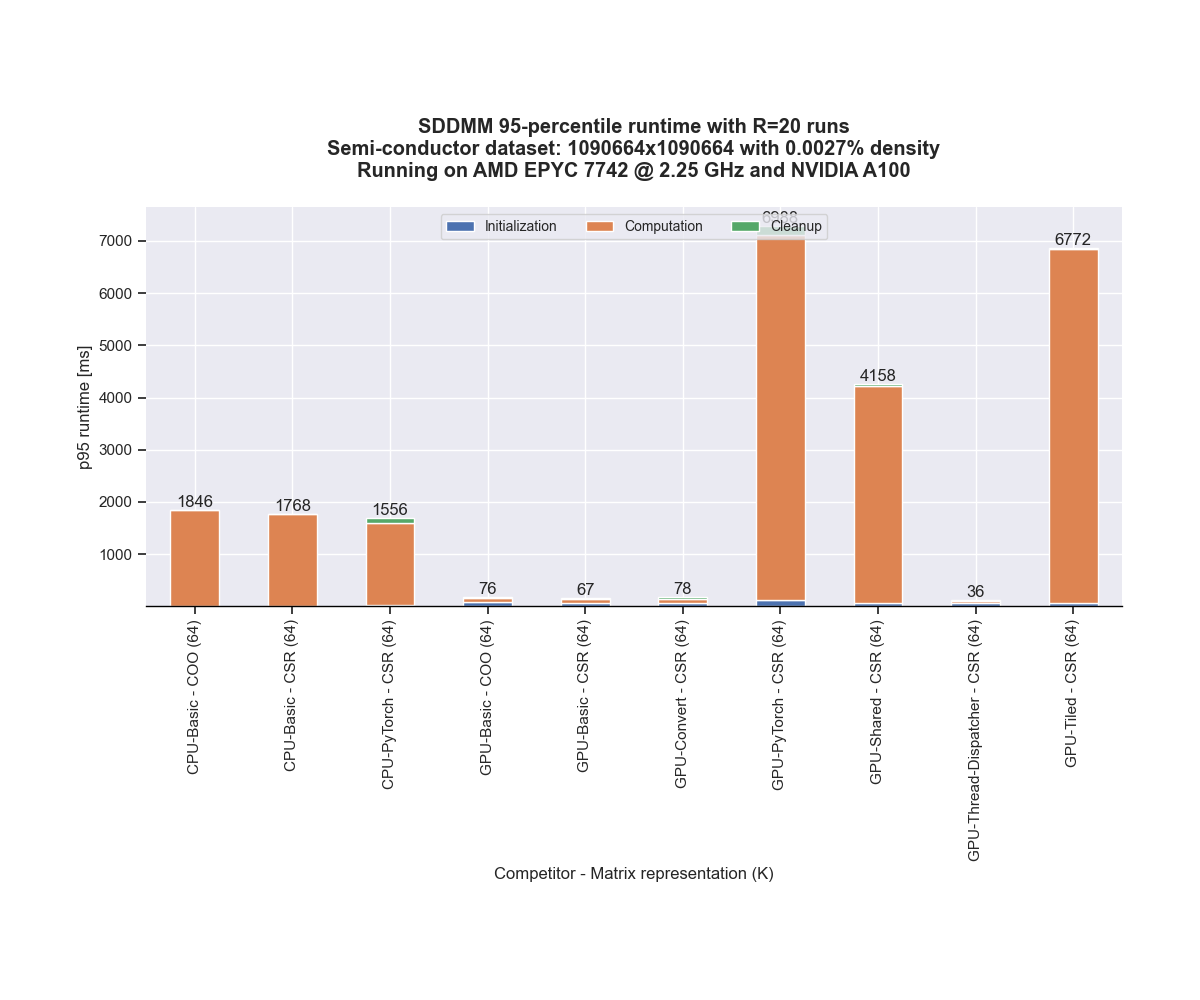 SDDMM 95-percentile runtime with R=20 runs
Semi-conductor dataset: 1090664x1090664 with 0.0027% density
Running on AMD EPYC 7742 @ 2.25 GHz and NVIDIA A100
Initialization
Computation
Cleanup
p95 runtime [ms]
7000
6000
5000
4000
3000
2000
1000
1846
1768
1556
76
67
78
6988
4158
36
6772
CPU-Basic - COO (64)
CPU-Basic - CSR (64)
CPU-PyTorch - CSR (64)
GPU-Basic - COO (64)
GPU-Basic - CSR (64)
GPU-Convert - CSR (64)
GPU-PyTorch - CSR (64)
GPU-Shared - CSR (64)
GPU-Thread-Dispatcher - CSR (64)
GPU-Tiled - CSR (64)
Competitor - Matrix representation (K)